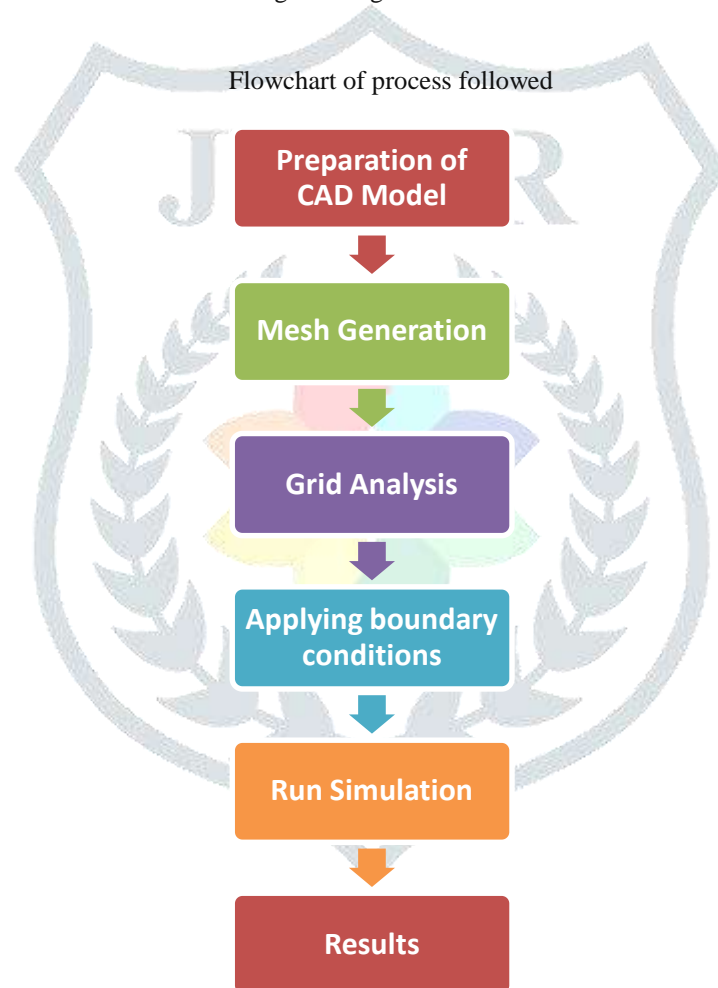 Flowchart of process followed
Preparation of
CAD Model
Mesh Generation
Grid Analysis
Applying boundary
conditions
Run Simulation
Results